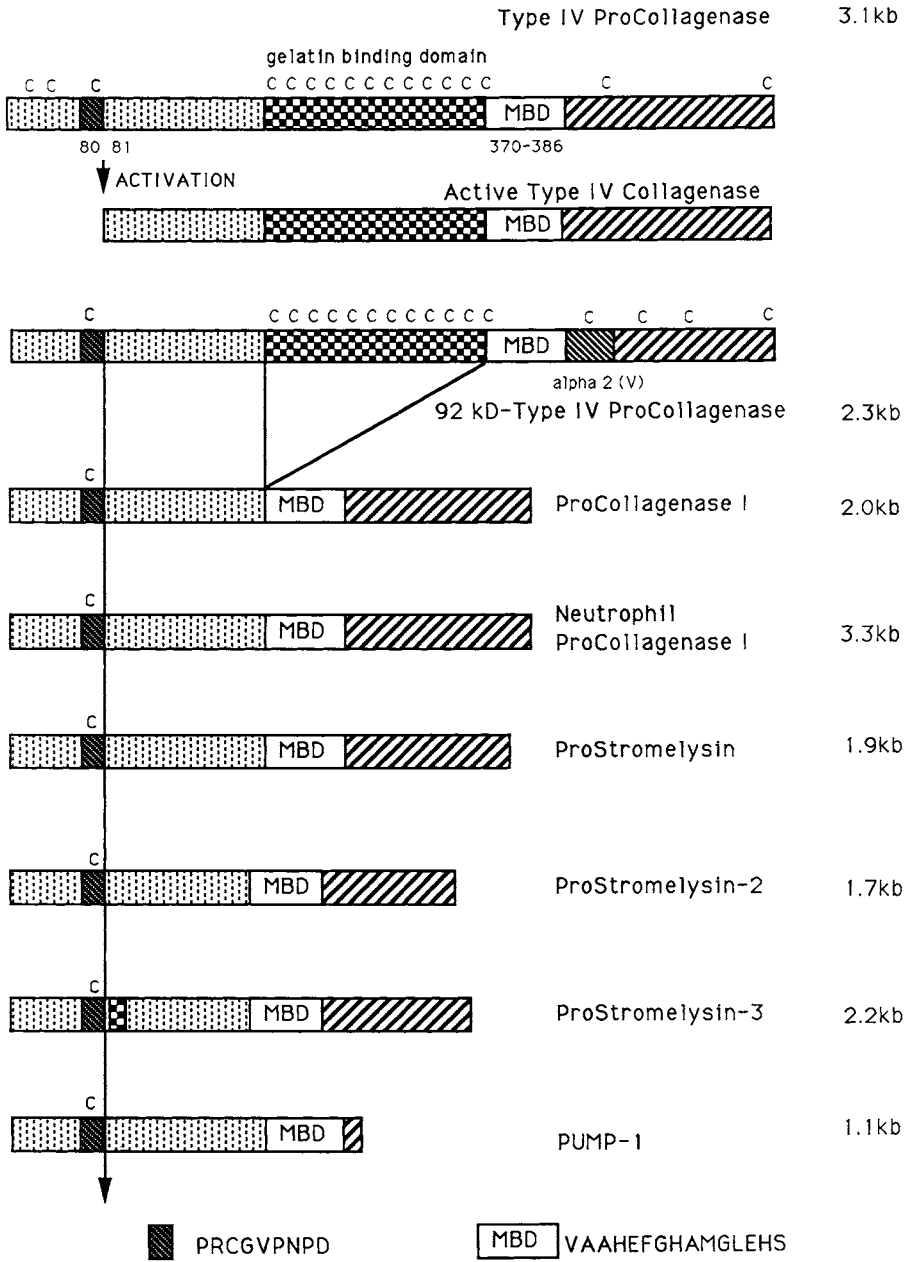 Type IV ProCollagenase 3.1kb
gelatin binding domain
C C C C C C C C C C C C C C C C C
MBD
80 81 370-386
ACTIVATION
Active Type IV Collagenase
MBD
C C C C C C C C C C C C C C C C C
MBD
alpha 2 (V)
92 kD-Type IV ProCollagenase 2.3kb
C
MBD ProCollagenase I 2.0kb
C
MBD Neutrophil
ProCollagenase I 3.3kb
C
MBD ProStromelysin 1.9kb
C
MBD ProStromelysin-2 1.7kb
C
MBD ProStromelysin-3 2.2kb
C
MBD PUMP-1 1.1kb
PRCGVPNPD MBD VAAHEFGHAMGLEHS